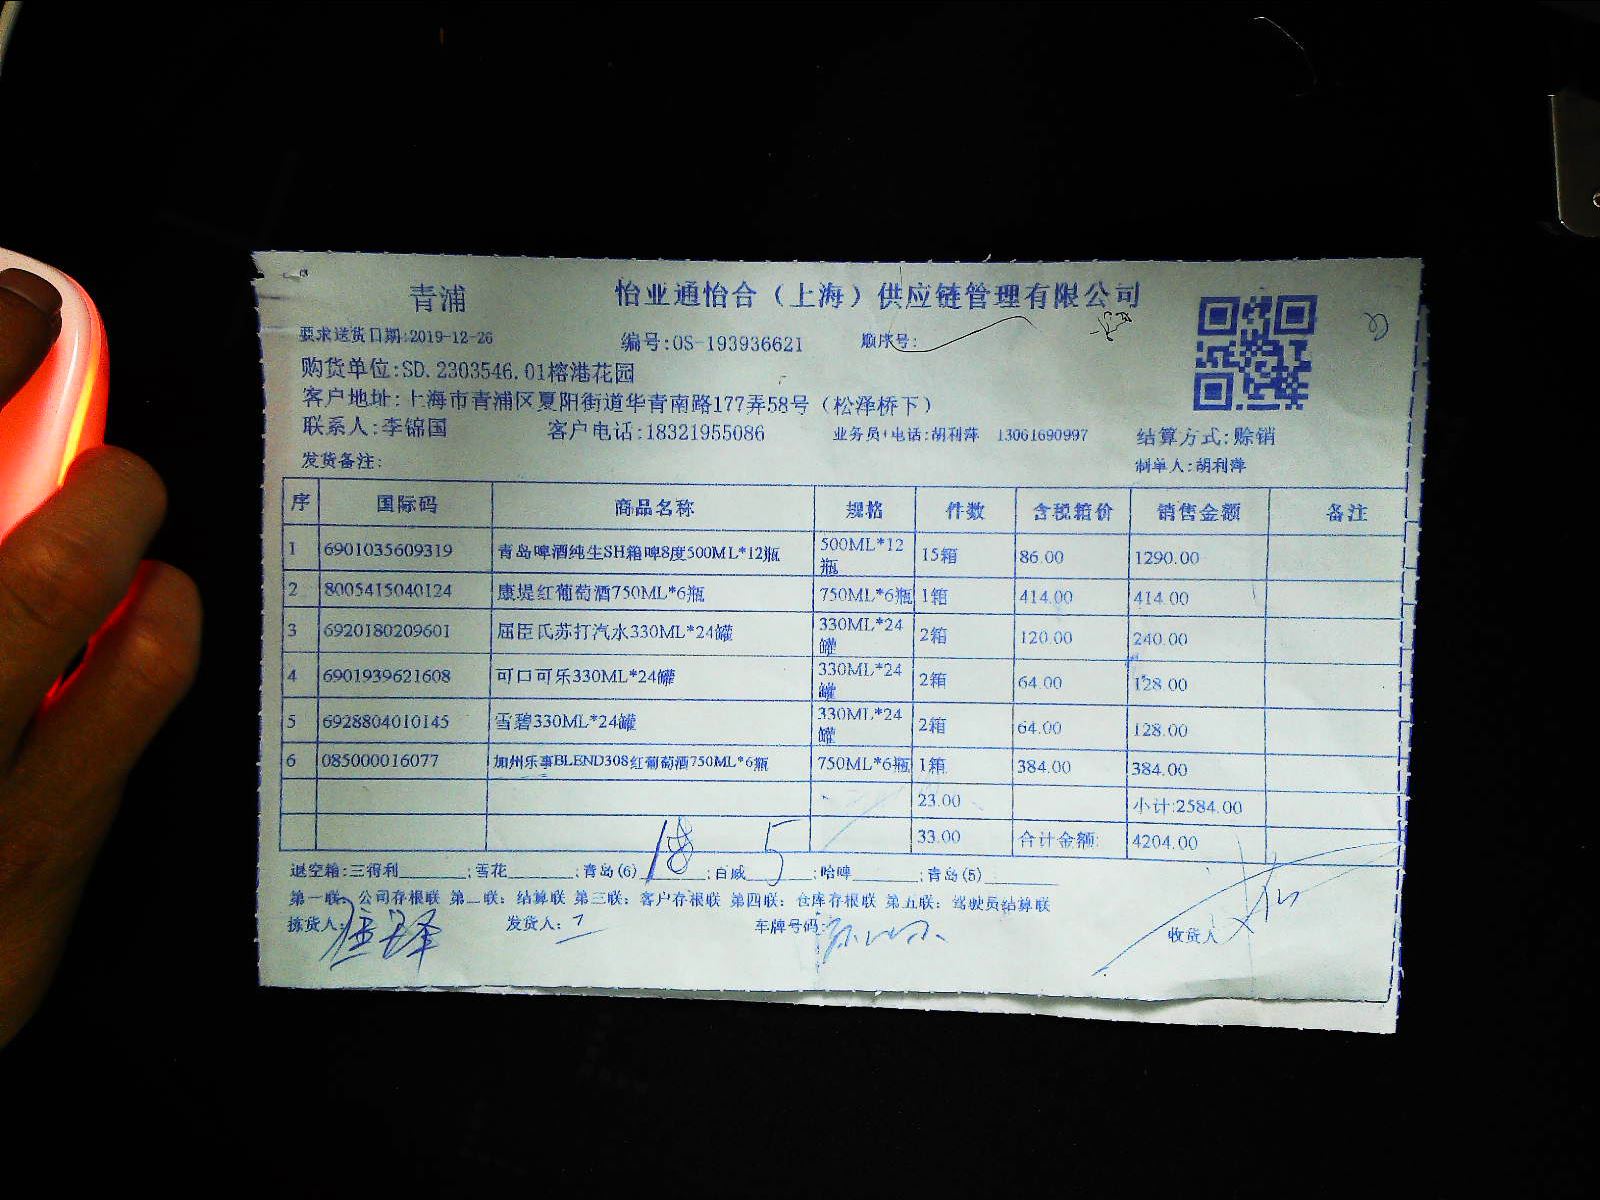 青浦 怡亚通怡合（上海）供应链管理有限公司
要求送货日期:2019-12-26 编号:OS-193936621 顺序号:
购货单位:SD.2303546.01榕港花园
客户地址:上海市青浦区夏阳街道华青南路177弄58号（松泽桥下）
联系人:李锦国 客户电话:18321955086 业务员+电话:胡利萍 13061690997 结算方式:赊销
发货备注: 制单人:胡利萍
序 国际码 商品名称 规格 件数 含税箱价 销售金额 备注
1 6901035609319 青岛啤酒纯生SH箱啤8度500ML*12瓶 500ML*12瓶 15箱 86.00 1290.00
2 8005415040124 康堤红葡萄酒750ML*6瓶 750ML*6瓶 1箱 414.00 414.00
3 6920180209601 屈臣氏苏打汽水330ML*24罐 330ML*24罐 2箱 120.00 240.00
4 6901939621608 可口可乐330ML*24罐 330ML*24罐 2箱 64.00 128.00
5 6928804010145 雪碧330ML*24罐 330ML*24罐 2箱 64.00 128.00
6 085000016077 加州乐事BLEND308红葡萄酒750ML*6瓶 750ML*6瓶 1箱 384.00 384.00
23.00 小计:2584.00
33.00 合计金额: 4204.00
退空箱:三得利 ;雪花 ;青岛(6) 18 ;百威 5 ;哈啤 ;青岛(5)
第一联：公司存根联 第二联：结算联 第三联：客户存根联 第四联：仓库存根联 第五联：驾驶员结算联
拣货人: 发货人: 车牌号码: 收货人